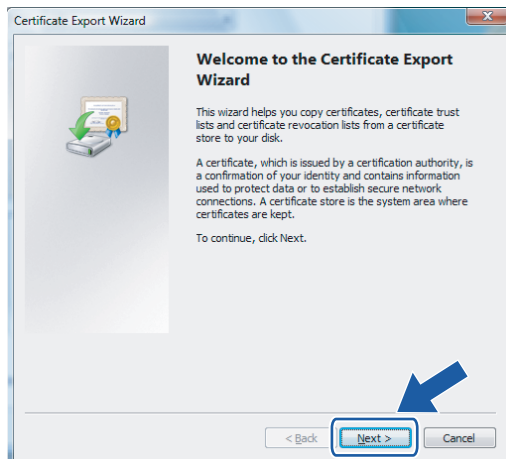 Certificate Export Wizard
Welcome to the Certificate Export
Wizard
This wizard helps you copy certificates, certificate trust
lists and certificate revocation lists from a certificate
store to your disk.
A certificate, which is issued by a certification authority, is
a confirmation of your identity and contains information
used to protect data or to establish secure network
connections. A certificate store is the system area where
certificates are kept.
To continue, click Next.
< Back Next > Cancel